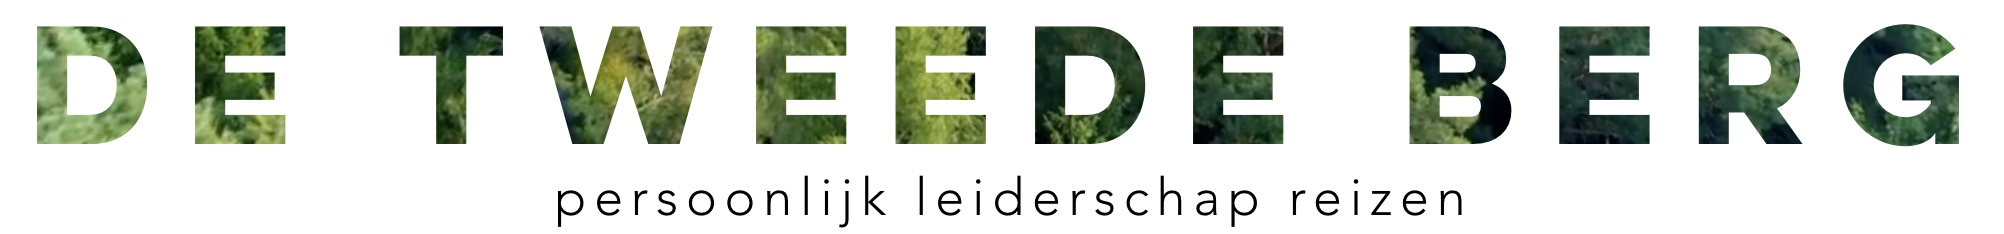 DE TWEEDE BERG
persoonlijk leiderschap reizen